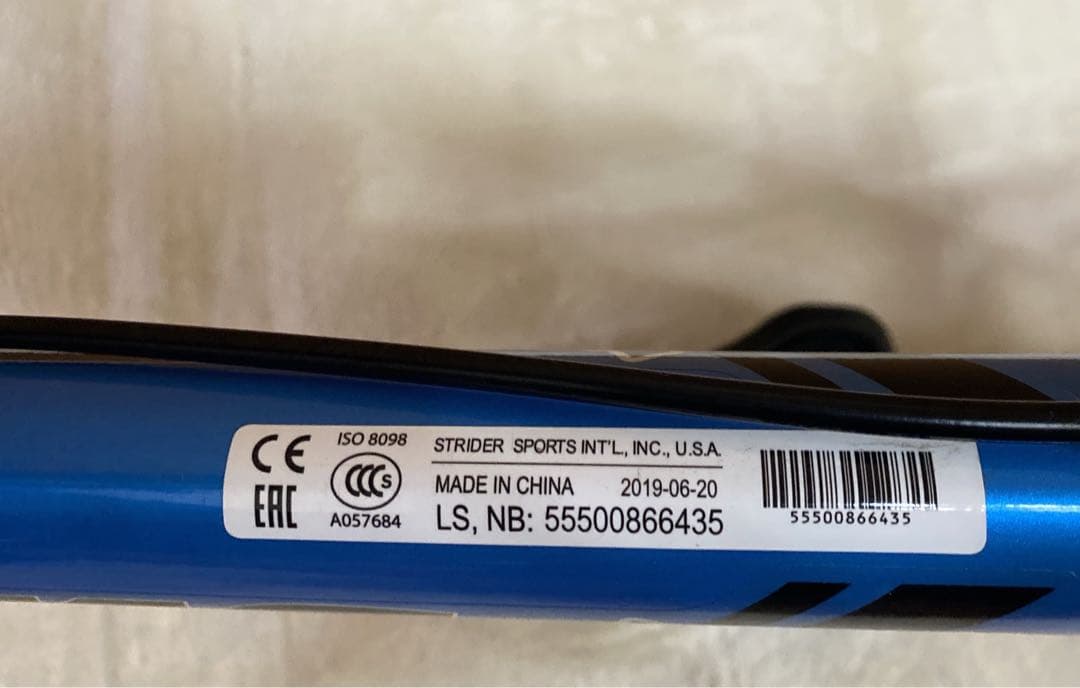 CE
ISO 8098
EAC
CCCS
A057684
STRIDER SPORTS INT'L, INC., U.S.A.
MADE IN CHINA 2019-06-20
LS, NB: 55500866435
55500866435